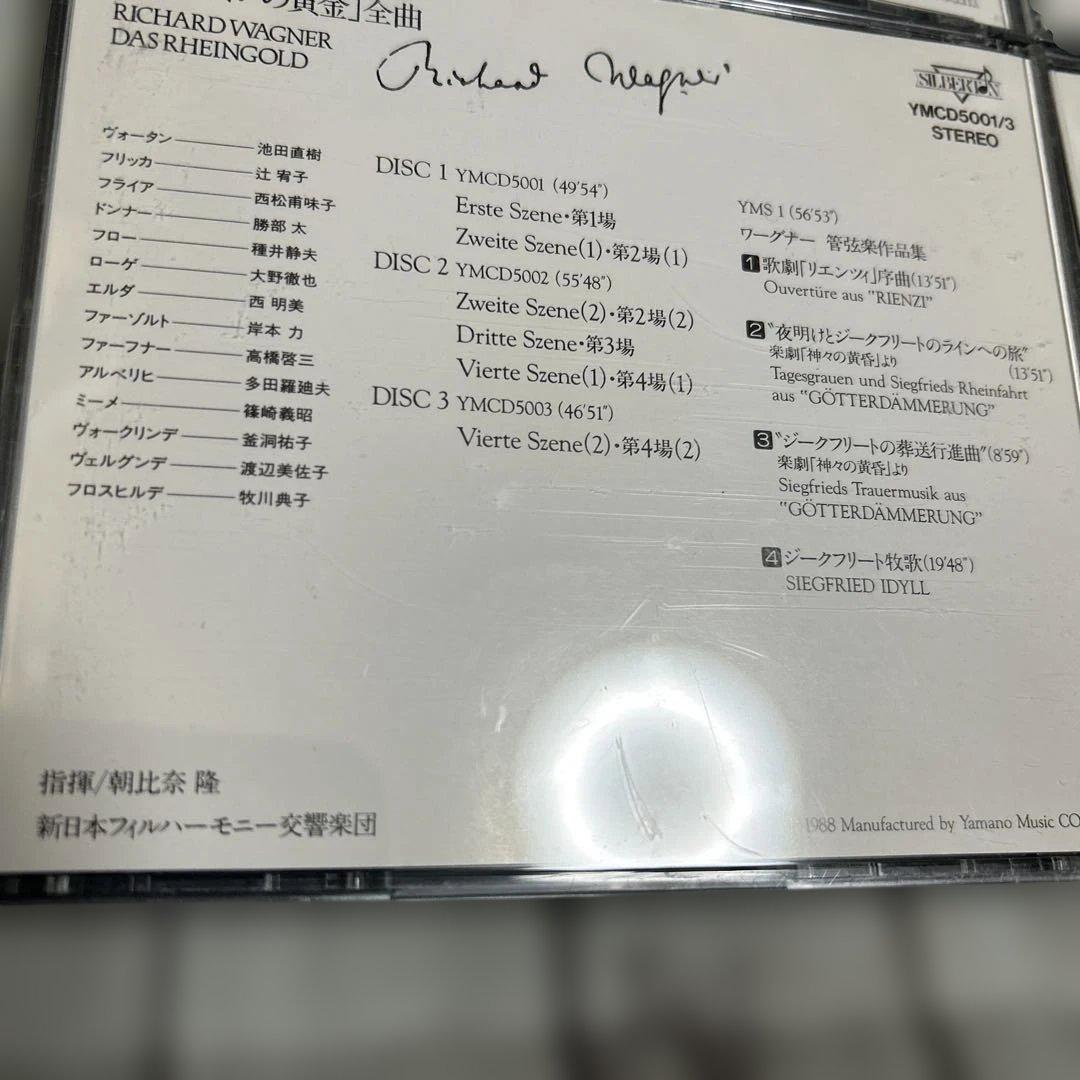 の黄金」全曲
RICHARD WAGNER
DAS RHEINGOLD
Richard Wagner
SILBERTON
YMCD5001/3
STEREO
ヴォータン 池田直樹
フリッカ 辻 宥子
フライア 西松甫味子
ドンナー 勝部 太
フロー 種井静夫
ローゲ 大野徹也
エルダ 西 明美
ファーゾルト 岸本 力
ファーフナー 高橋啓三
アルベリヒ 多田羅迪夫
ミーメ 篠崎義昭
ヴォークリンデ 釜洞祐子
ヴェルグンデ 渡辺美佐子
フロスヒルデ 牧川典子
DISC 1 YMCD5001 (49'54")
Erste Szene・第1場
Zweite Szene(1)・第2場(1)
DISC 2 YMCD5002 (55'48")
Zweite Szene(2)・第2場(2)
Dritte Szene・第3場
Vierte Szene(1)・第4場(1)
DISC 3 YMCD5003 (46'51")
Vierte Szene(2)・第4場(2)
YMS 1 (56'53")
ワーグナー 管弦楽作品集
1 歌劇「リエンツィ」序曲(13'51")
Ouvertüre aus "RIENZI"
2 "夜明けとジークフリートのラインへの旅"
楽劇「神々の黄昏」より (13'51")
Tagesgrauen und Siegfrieds Rheinfahrt
aus "GÖTTERDÄMMERUNG"
3 "ジークフリートの葬送行進曲"(8'59")
楽劇「神々の黄昏」より
Siegfrieds Trauermusik aus
"GÖTTERDÄMMERUNG"
4 ジークフリート牧歌(19'48")
SIEGFRIED IDYLL
指揮/朝比奈 隆
新日本フィルハーモニー交響楽団
1988 Manufactured by Yamano Music CO